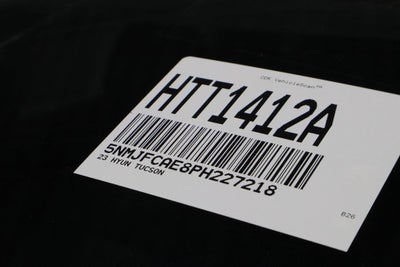 CDK VehicleScan™
HTT1412A
5NMJFCAE8PH227218
23 HYUN TUCSON
B26